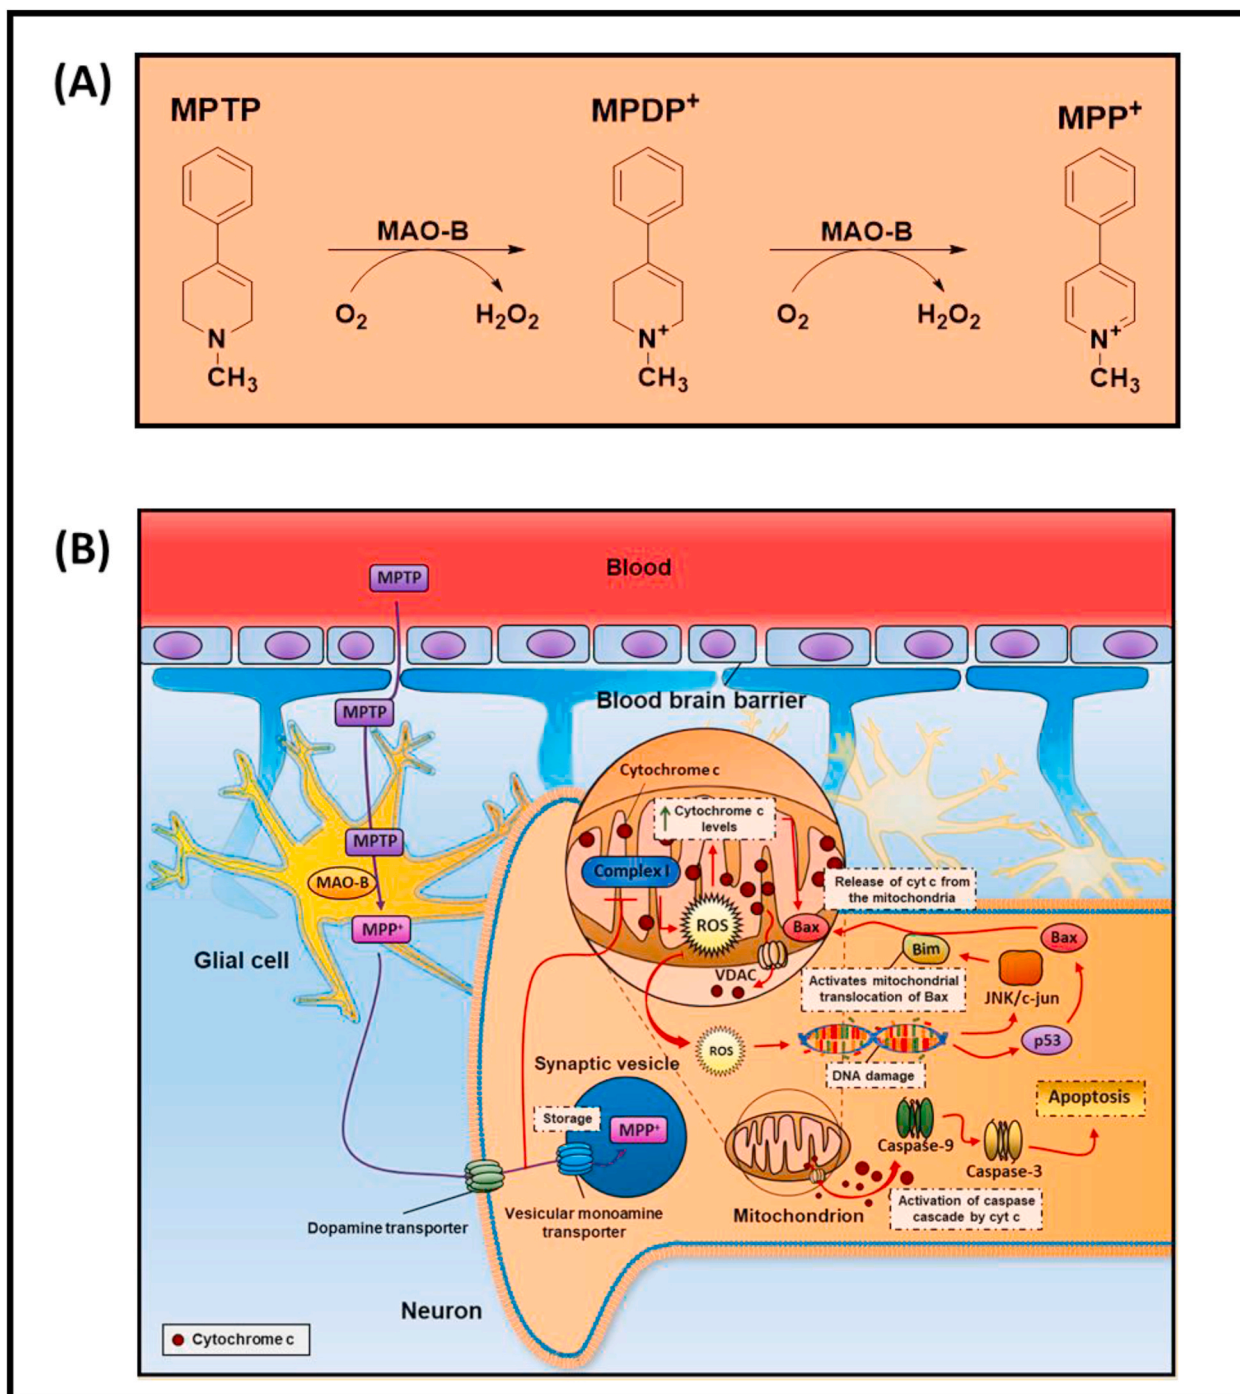 (A)
MPTP
MPDP+
MPP+
MAO-B
MAO-B
O2
H2O2
O2
H2O2
N
N+
N+
CH3
CH3
CH3
(B)
Blood
MPTP
MPTP
Blood brain barrier
Cytochrome c
Cytochrome c
levels
MPTP
MAO-B
Complex I
MPP+
ROS
Bax
Release of cyt c from
the mitochondria
Glial cell
VDAC
Bim
Bax
Activates mitochondrial
translocation of Bax
JNK/c-jun
ROS
p53
DNA damage
Synaptic vesicle
Storage
MPP+
Apoptosis
Caspase-9
Caspase-3
Dopamine transporter
Vesicular monoamine
transporter
Mitochondrion
Activation of caspase
cascade by cyt c
Neuron
Cytochrome c